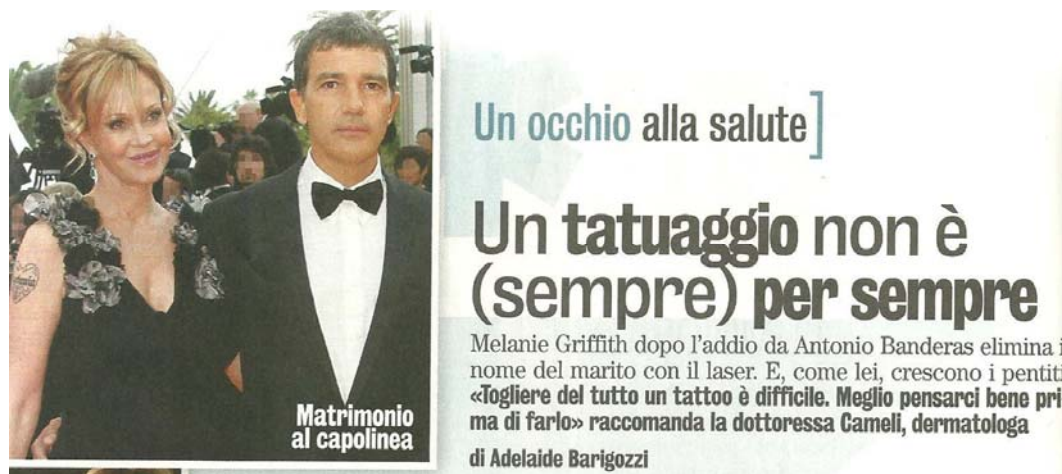 Matrimonio
al capolinea
Un occhio alla salute]
Un tatuaggio non è
(sempre) per sempre
Melanie Griffith dopo l'addio da Antonio Banderas elimina i
nome del marito con il laser. E, come lei, crescono i pentiti
«Togliere del tutto un tattoo è difficile. Meglio pensarci bene pri
ma di farlo» raccomanda la dottoressa Cameli, dermatologa
di Adelaide Barigozzi